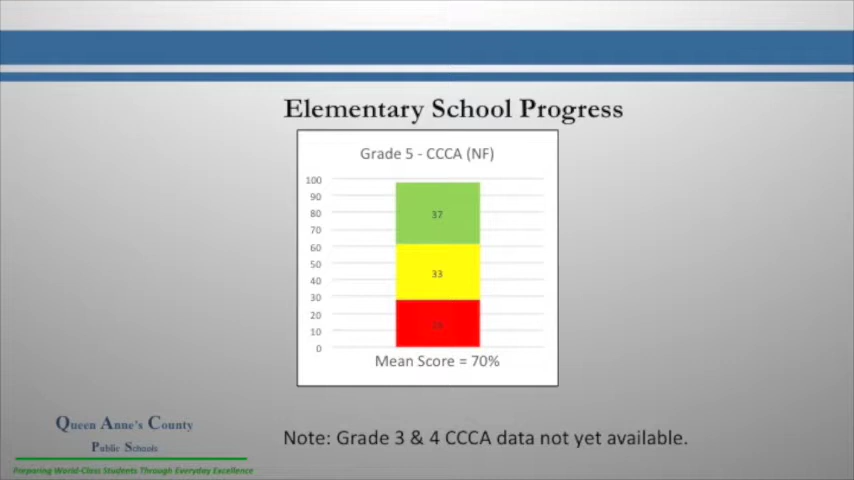 Elementary School Progress
Grade 5 - CCCA (NF)
100
90
80
70
60
50
40
30
20
10
0
37
33
Mean Score = 70%
Note: Grade 3 & 4 CCCA data not yet available.
Queen Anne's County
Public Schools
Preparing World-Class Students Through Everyday Excellence